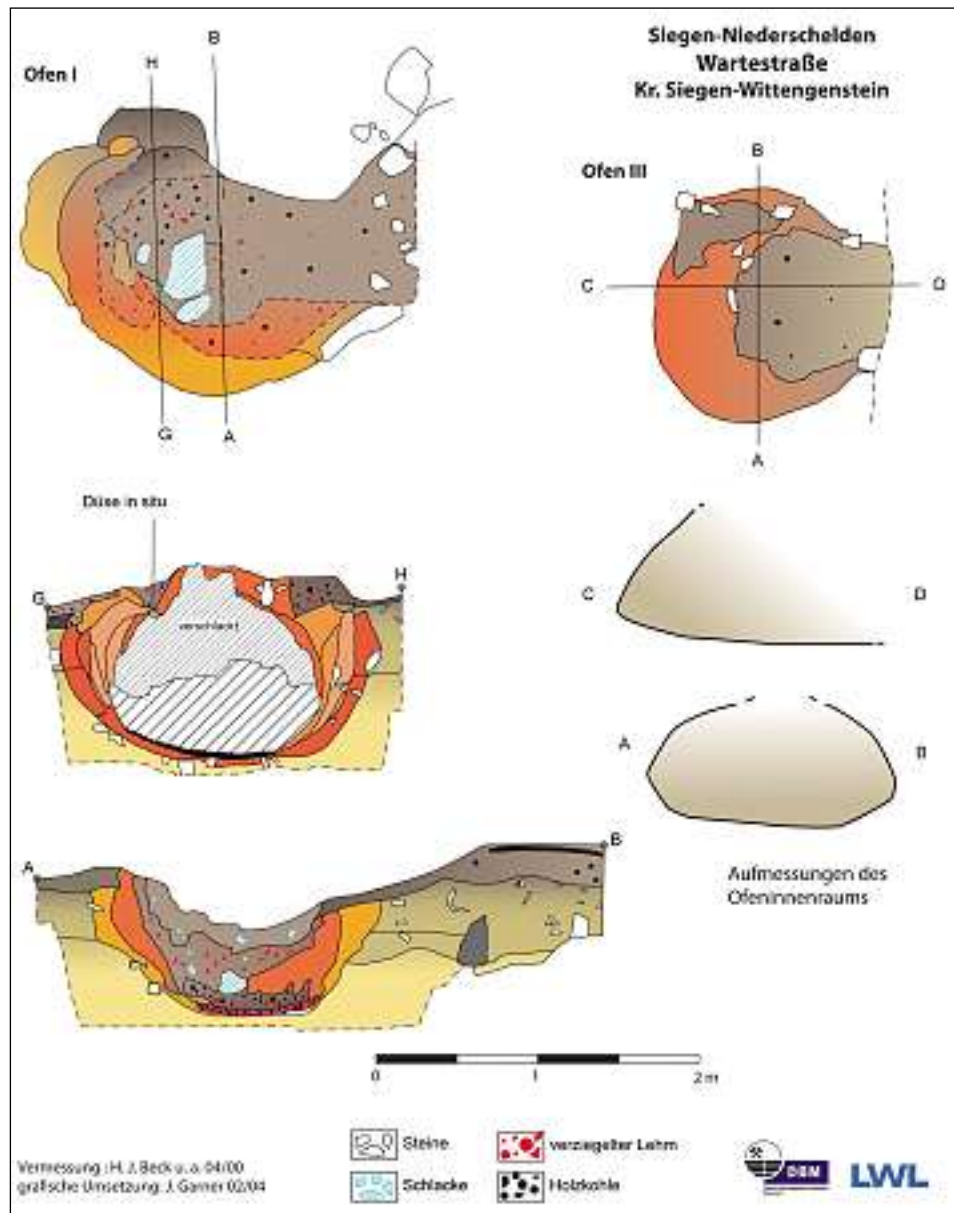 Siegen-Niederschelden
Wartestraße
Kr. Siegen-Wittengenstein
Ofen I
H
B
G
A
Ofen III
B
C
D
A
Düse in situ
G
H
verschlackt
C
D
A
B
A
B
Aufmessungen des
Ofeninnenraums
0
1
2 m
Steine
verziegelter Lehm
Schlacke
Holzkohle
Vermessung : H. J. Beck u. a. 04/00
grafische Umsetzung: J. Garner 02/04
DBM
LWL